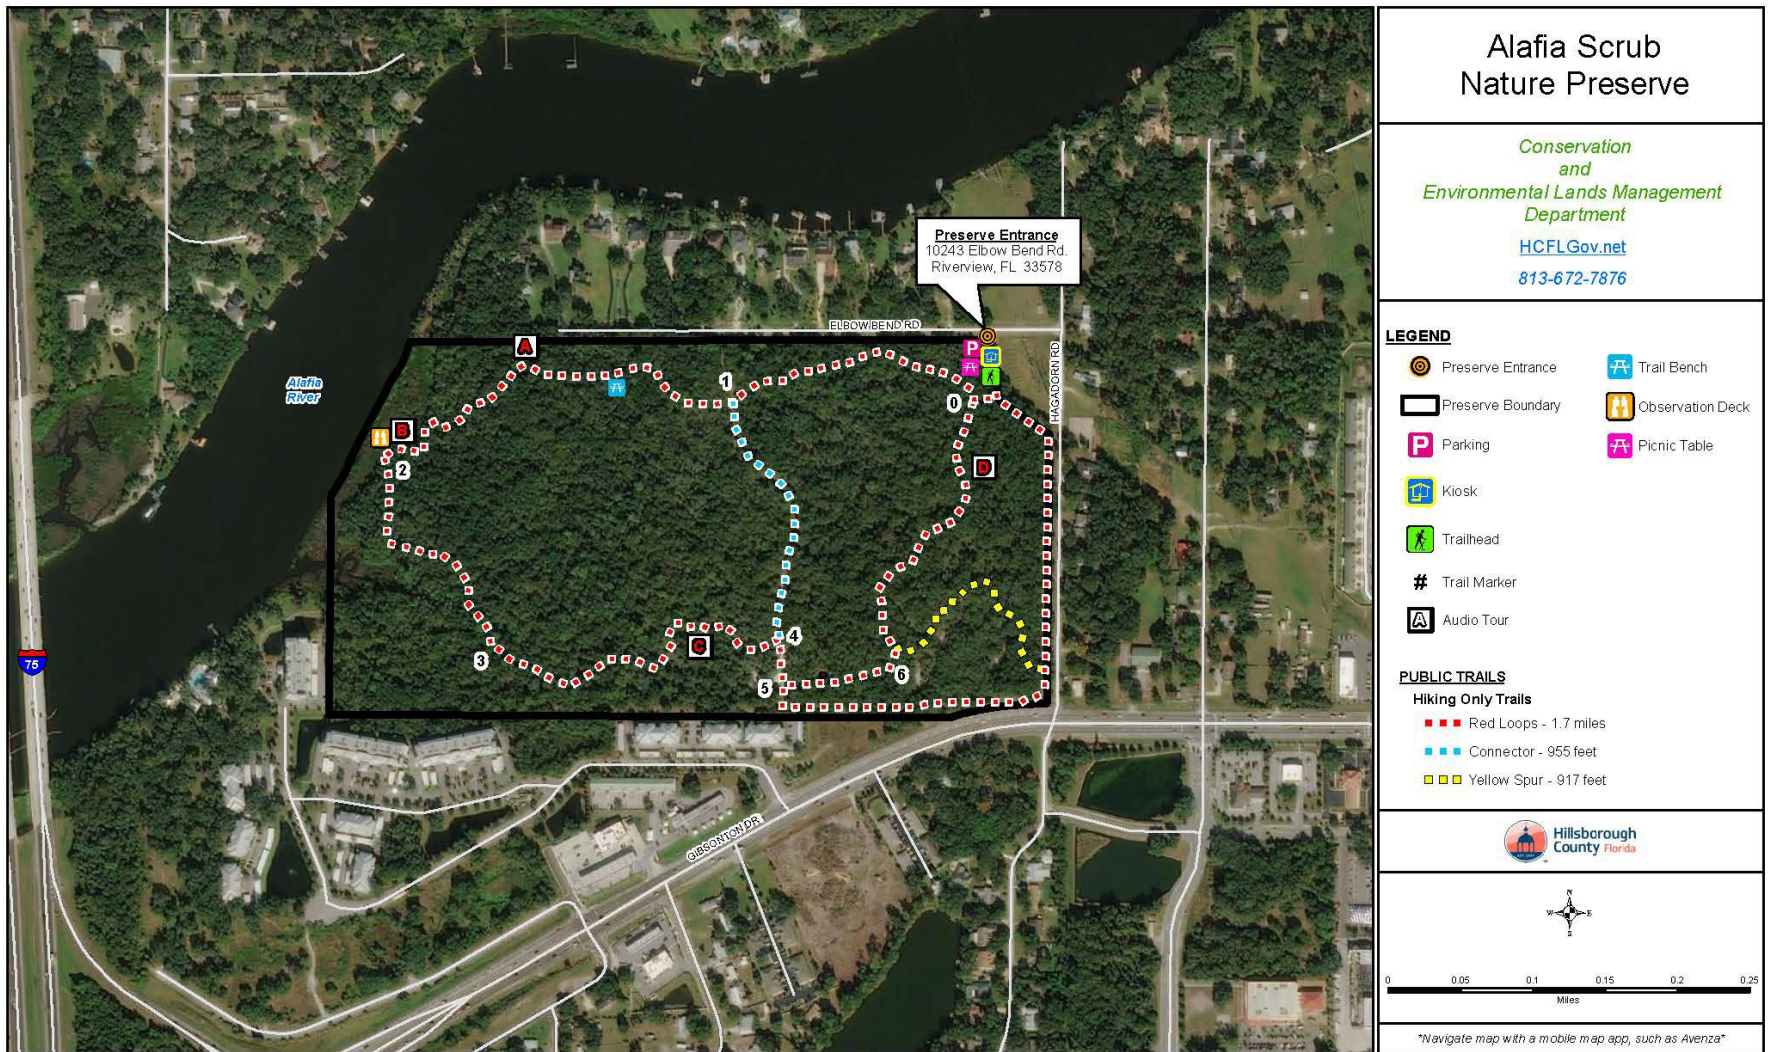 Alafia Scrub
Nature Preserve
Conservation
and
Environmental Lands Management
Department
HCFLGov.net
813-672-7876
LEGEND
Preserve Entrance
Trail Bench
Preserve Boundary
Observation Deck
P
Parking
Picnic Table
Kiosk
Trailhead
#
Trail Marker
A
Audio Tour
PUBLIC TRAILS
Hiking Only Trails
Red Loops - 1.7 miles
Connector - 955 feet
Yellow Spur - 917 feet
Hillsborough
County Florida
N
W
E
S
0
0.05
0.1
0.15
0.2
0.25
Miles
*Navigate map with a mobile map app, such as Avenza*
Preserve Entrance
10243 Elbow Bend Rd.
Riverview, FL 33578
ELBOW BEND RD
HAGADORN RD
P
A
1
0
Alafia
River
B
2
D
C
4
3
5
6
75
GIBSONTON DR